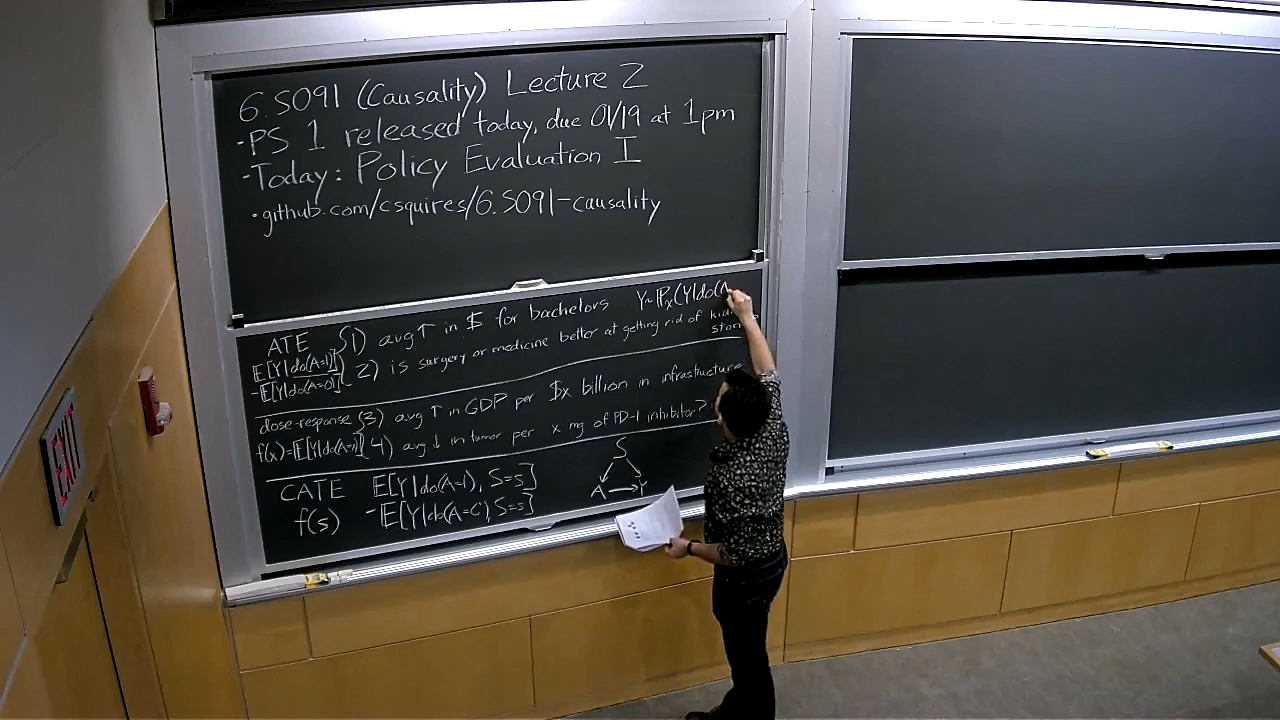 6.S091 (Causality) Lecture 2
-PS 1 released today, due 01/19 at 1pm
-Today: Policy Evaluation I
·github.com/csquires/6.S091-causality
ATE {1) avg↑ in $ for bachelors Y~ℙₓ(Y|do(A
E[Y|do(A=1)]
-E[Y|do(A=0)] 2) is surgery or medicine better at getting rid of kidney stones
dose-response {3) avg ↑ in GDP per $x billion in infrastructure
f(x)=E[Y|do(A=x)] {4) avg ↓ in tumor per x mg of PD-1 inhibitor?
CATE E[Y|do(A=1), S=s]
f(s) -E[Y|do(A=0), S=s]
S
A → Y
EXIT